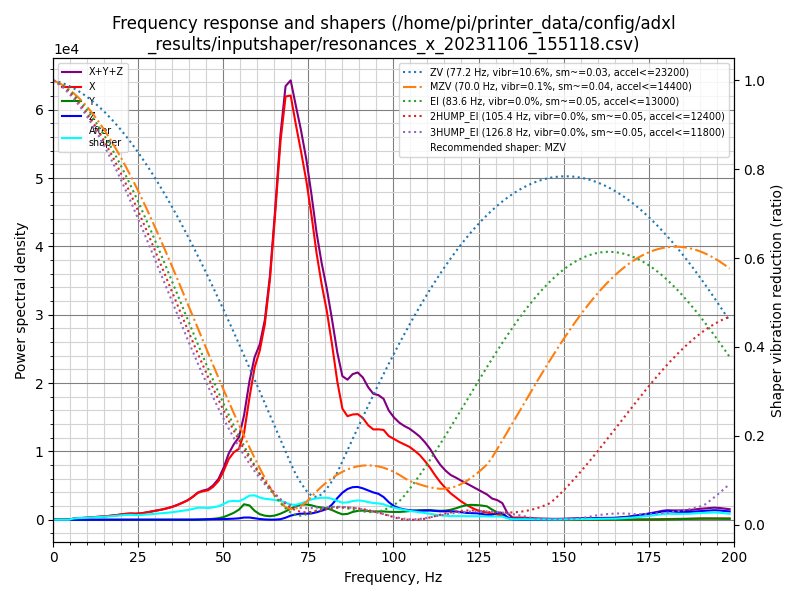 Frequency response and shapers (/home/pi/printer_data/config/adxl
_results/inputshaper/resonances_x_20231106_155118.csv)
1e4
X+Y+Z
X
Y
Z
After
shaper
ZV (77.2 Hz, vibr=10.6%, sm~=0.03, accel<=23200)
MZV (70.0 Hz, vibr=0.1%, sm~=0.04, accel<=14400)
EI (83.6 Hz, vibr=0.0%, sm~=0.05, accel<=13000)
2HUMP_EI (105.4 Hz, vibr=0.0%, sm~=0.05, accel<=12400)
3HUMP_EI (126.8 Hz, vibr=0.0%, sm~=0.05, accel<=11800)
Recommended shaper: MZV
6
5
4
3
2
1
0
Power spectral density
1.0
0.8
0.6
0.4
0.2
0.0
Shaper vibration reduction (ratio)
0 25 50 75 100 125 150 175 200
Frequency, Hz